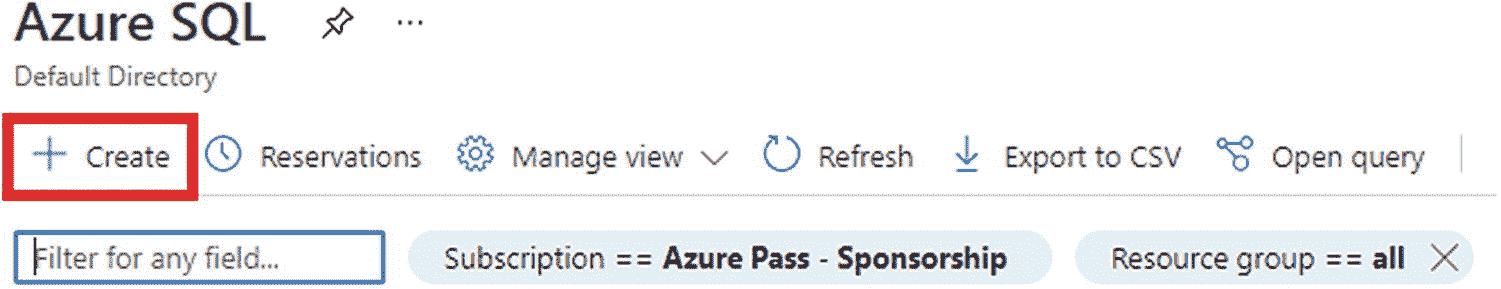 Azure SQL ...
Default Directory
+ Create Reservations Manage view Refresh Export to CSV Open query
Filter for any field... Subscription == Azure Pass - Sponsorship Resource group == all